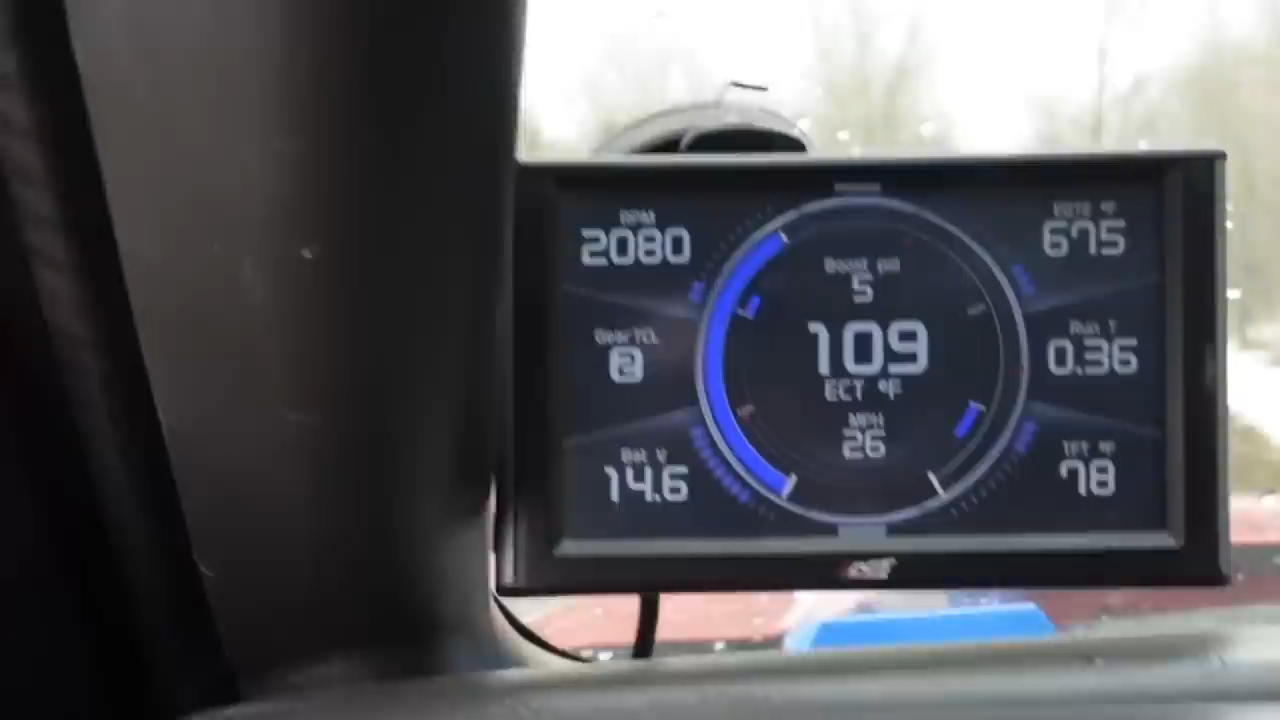 RPM
2080
Gear TCL
2
Bat V
14.6
Boost psi
5
109
ECT °F
MPH
26
675
Run T
0.36
TFT °F
78